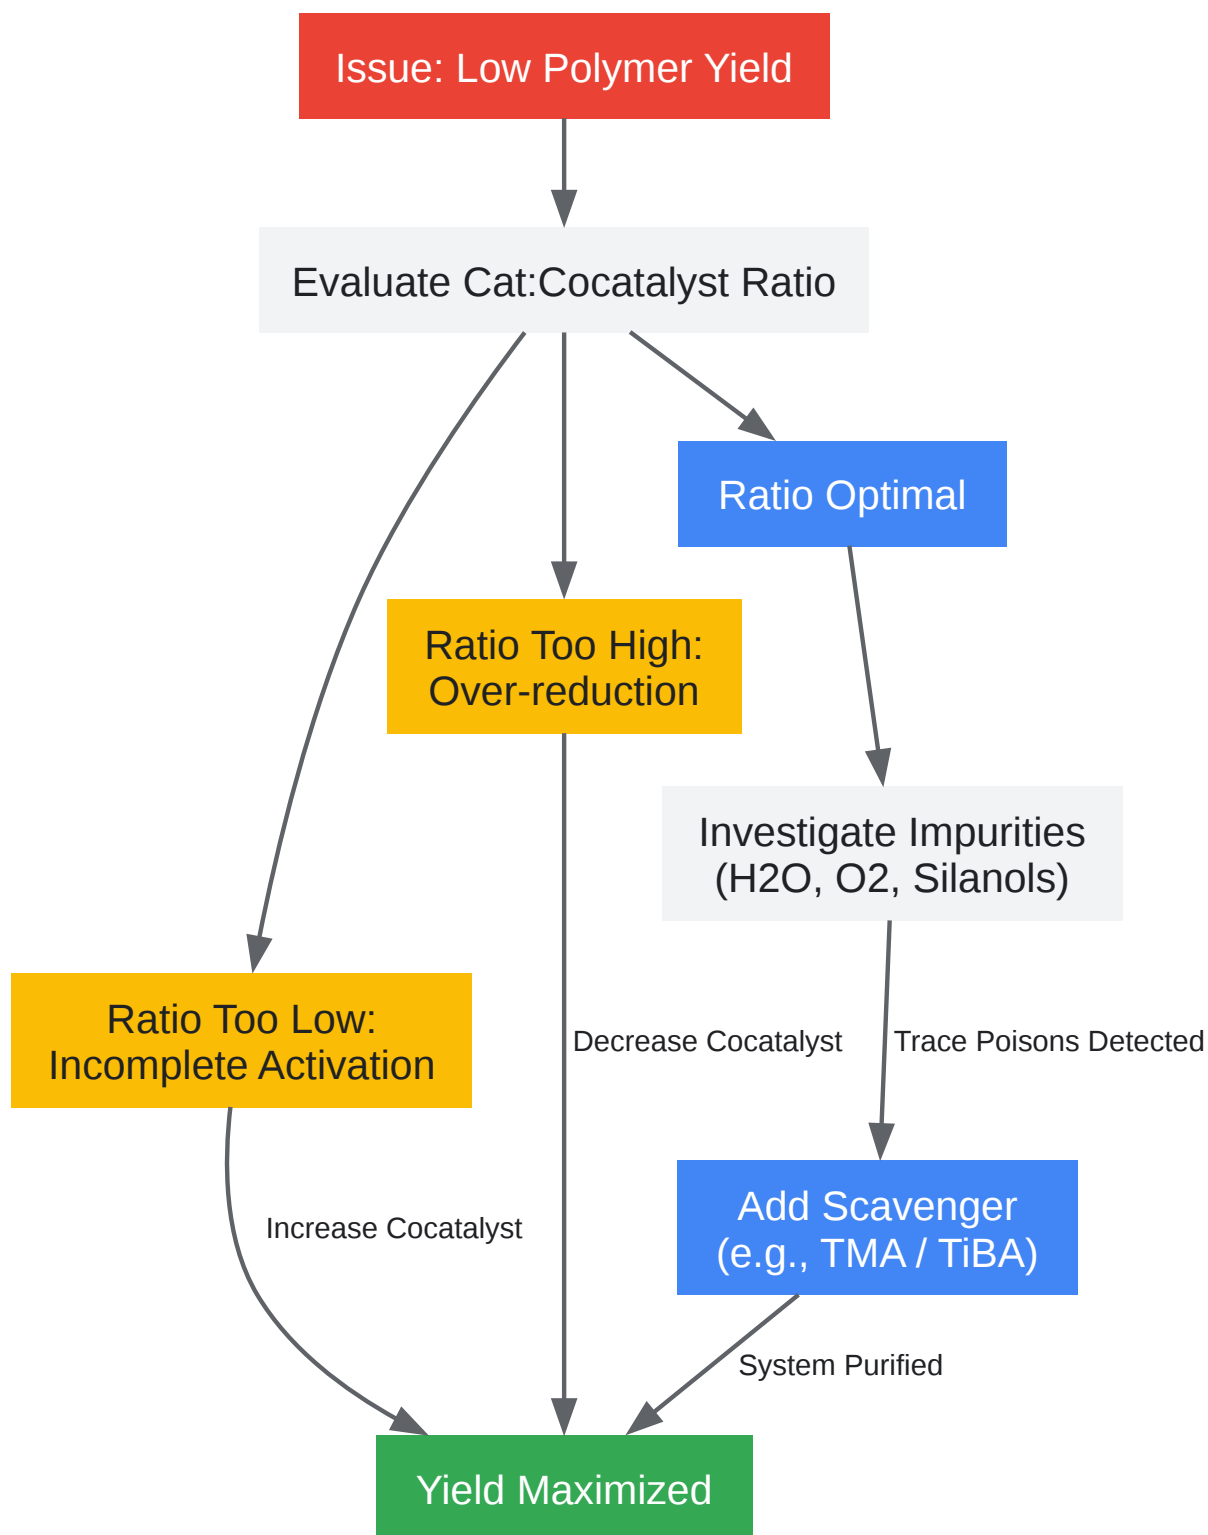 Issue: Low Polymer Yield
Evaluate Cat:Cocatalyst Ratio
Ratio Optimal
Ratio Too High:
Over-reduction
Investigate Impurities
(H2O, O2, Silanols)
Ratio Too Low:
Incomplete Activation
Decrease Cocatalyst
Trace Poisons Detected
Increase Cocatalyst
Add Scavenger
(e.g., TMA / TiBA)
System Purified
Yield Maximized